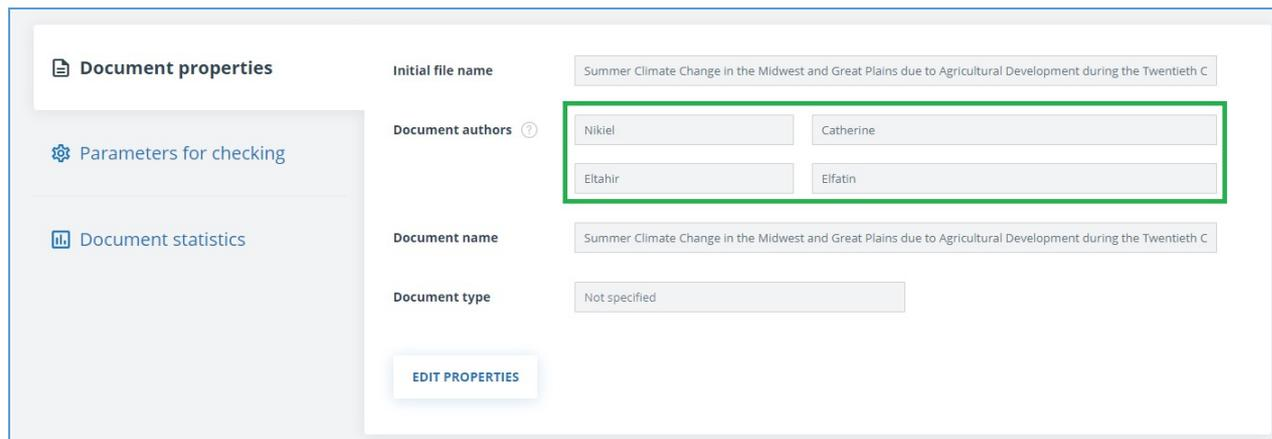 Document properties
Parameters for checking
Document statistics
Initial file name
Summer Climate Change in the Midwest and Great Plains due to Agricultural Development during the Twentieth C
Document authors ?
Nikiel Catherine
Eltahir Elfatin
Document name
Summer Climate Change in the Midwest and Great Plains due to Agricultural Development during the Twentieth C
Document type
Not specified
EDIT PROPERTIES